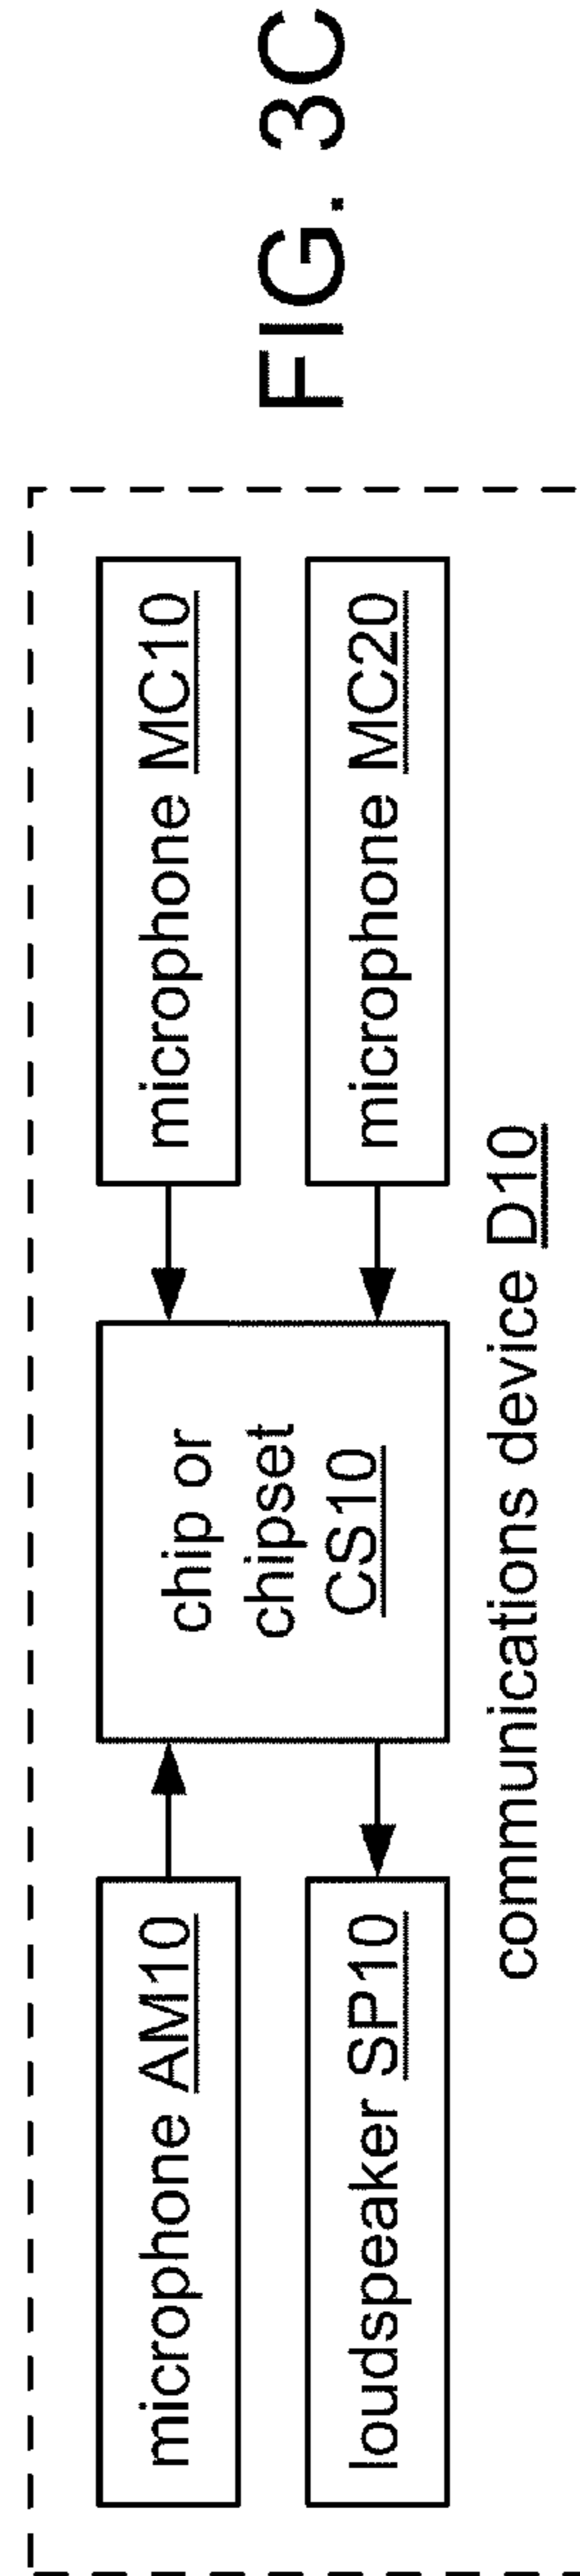 microphone AM10
loudspeaker SP10
chip or
chipset
CS10
microphone MC10
microphone MC20
communications device D10
FIG. 3C